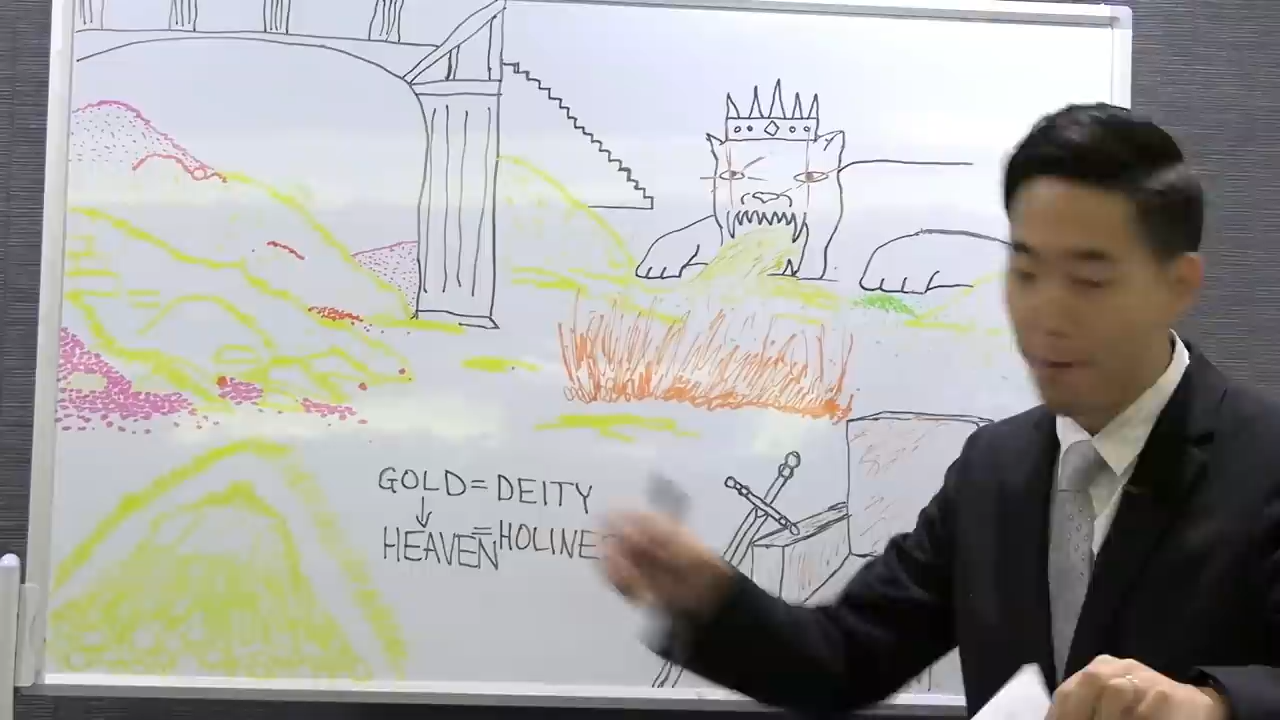 GOLD = DEITY
↓
HEAVEN = HOLINE